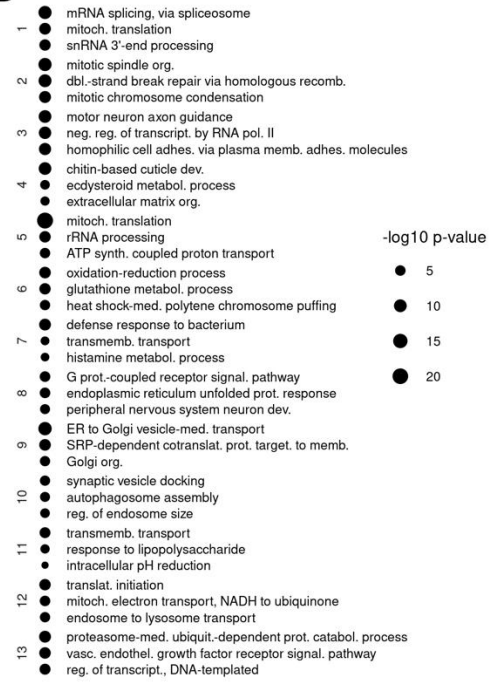 mRNA splicing, via spliceosome
1 mitoch. translation
snRNA 3'-end processing
mitotic spindle org.
2 dbl.-strand break repair via homologous recomb.
mitotic chromosome condensation
motor neuron axon guidance
3 neg. reg. of transcript. by RNA pol. II
homophilic cell adhes. via plasma memb. adhes. molecules
chitin-based cuticle dev.
4 ecdysteroid metabol. process
extracellular matrix org.
mitoch. translation
5 rRNA processing
ATP synth. coupled proton transport
oxidation-reduction process
6 glutathione metabol. process
heat shock-med. polytene chromosome puffing
defense response to bacterium
7 transmemb. transport
histamine metabol. process
G prot.-coupled receptor signal. pathway
8 endoplasmic reticulum unfolded prot. response
peripheral nervous system neuron dev.
ER to Golgi vesicle-med. transport
9 SRP-dependent cotranslat. prot. target. to memb.
Golgi org.
synaptic vesicle docking
10 autophagosome assembly
reg. of endosome size
transmemb. transport
11 response to lipopolysaccharide
intracellular pH reduction
translat. initiation
12 mitoch. electron transport, NADH to ubiquinone
endosome to lysosome transport
proteasome-med. ubiquit.-dependent prot. catabol. process
13 vasc. endothel. growth factor receptor signal. pathway
reg. of transcript., DNA-templated
-log10 p-value
5
10
15
20